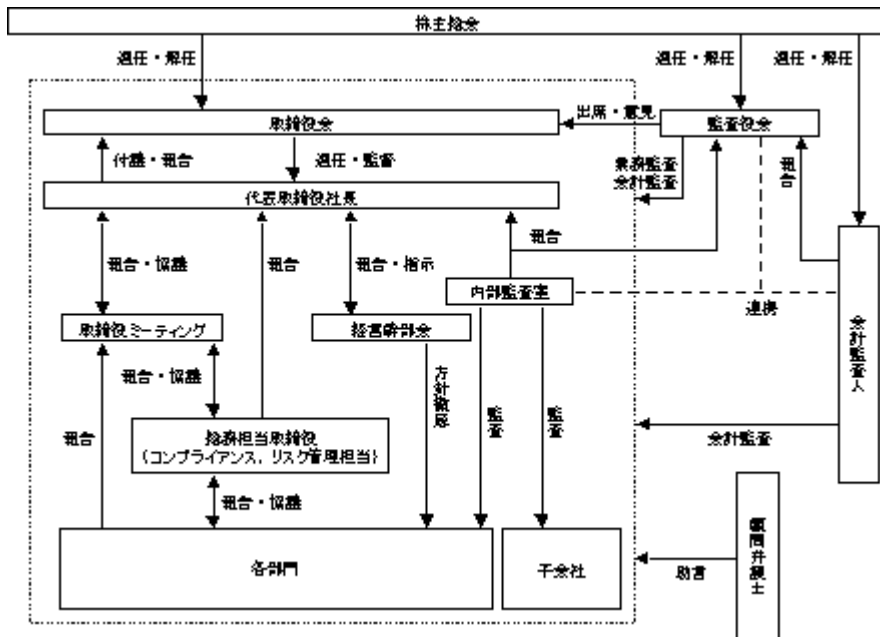 株主総会
選任・解任
選任・解任
選任・解任
取締役会
出席・意見
監査役会
付議・報告
選任・監督
業務監査
会計監査
報告
代表取締役社長
報告・協議
報告
報告・指示
報告
内部監査室
連携
取締役ミーティング
経営幹部会
会計監査人
報告・協議
報告
方針徹底
監査
監査
総務担当取締役
(コンプライアンス、リスク管理担当)
会計監査
報告・協議
各部門
子会社
助言
顧問弁護士